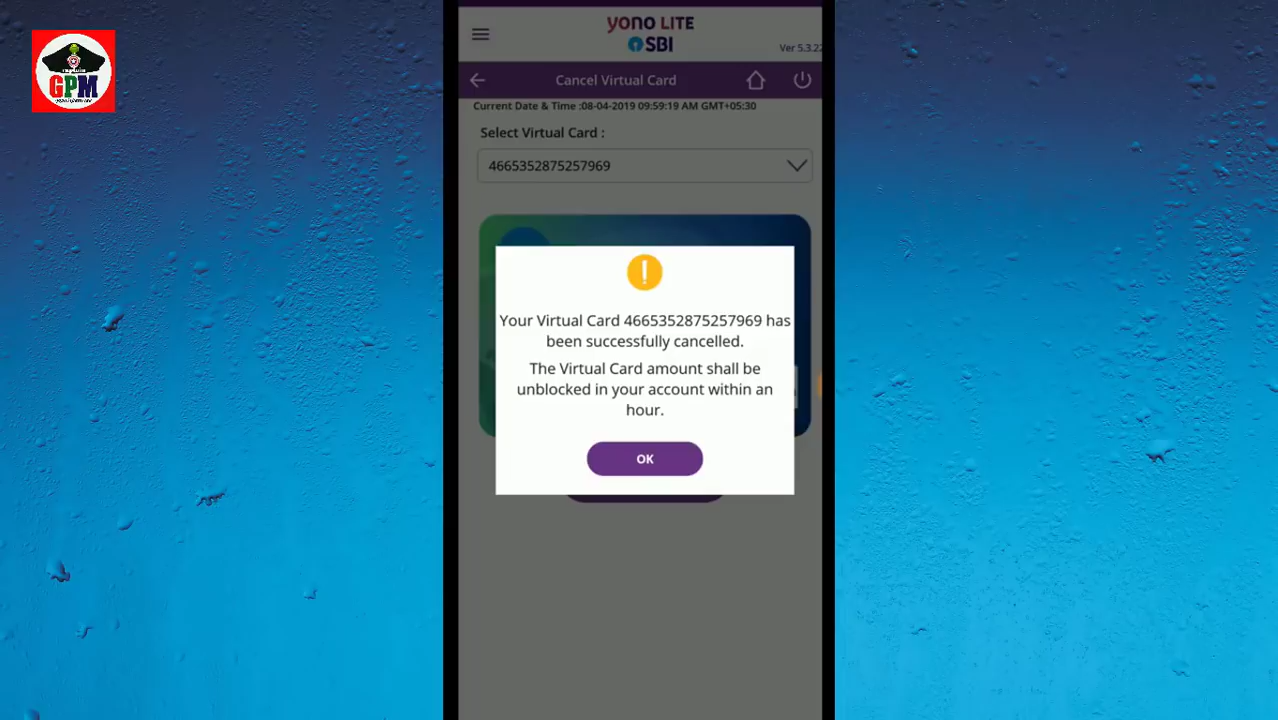 GPM
yono LITE
SBI
Ver 5.3.22
Cancel Virtual Card
Current Date & Time :08-04-2019 09:59:19 AM GMT+05:30
Select Virtual Card :
4665352875257969
Your Virtual Card 4665352875257969 has
been successfully cancelled.
The Virtual Card amount shall be
unblocked in your account within an
hour.
OK